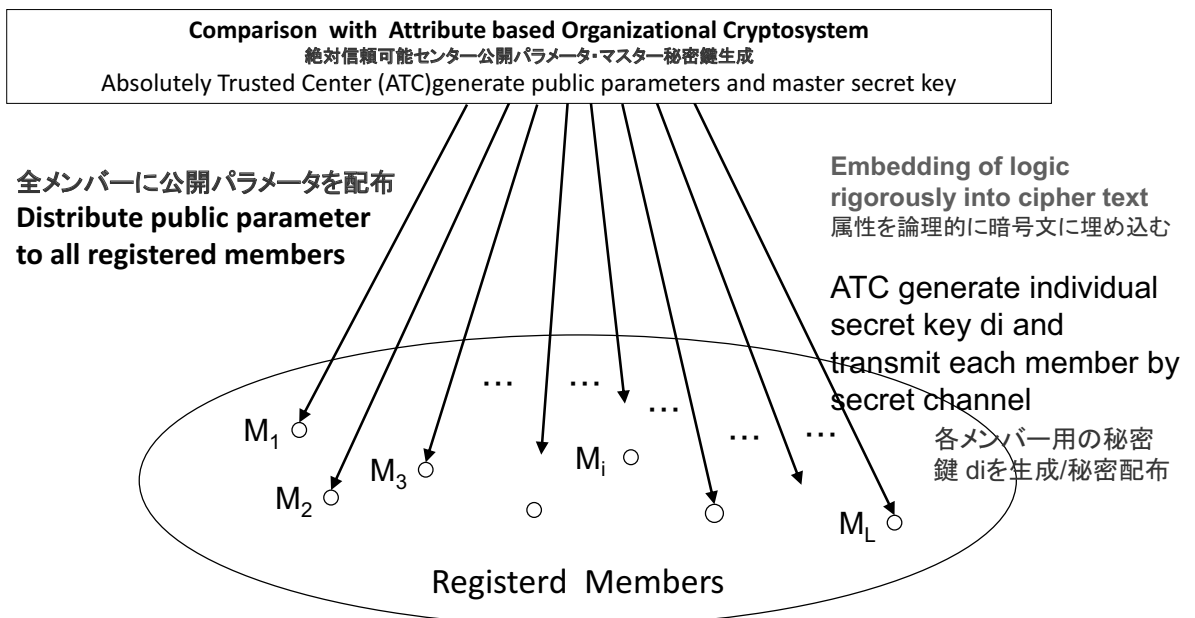 Comparison with Attribute based Organizational Cryptosystem
絶対信頼可能センター公開パラメータ・マスター秘密鍵生成
Absolutely Trusted Center (ATC)generate public parameters and master secret key
全メンバーに公開パラメータを配布
Distribute public parameter
to all registered members
Embedding of logic
rigorously into cipher text
属性を論理的に暗号文に埋め込む
ATC generate individual
secret key di and
transmit each member by
secret channel
各メンバー用の秘密
鍵 diを生成/秘密配布
... ...
...
... ...
M1
M2
M3
Mi
ML
Registerd Members